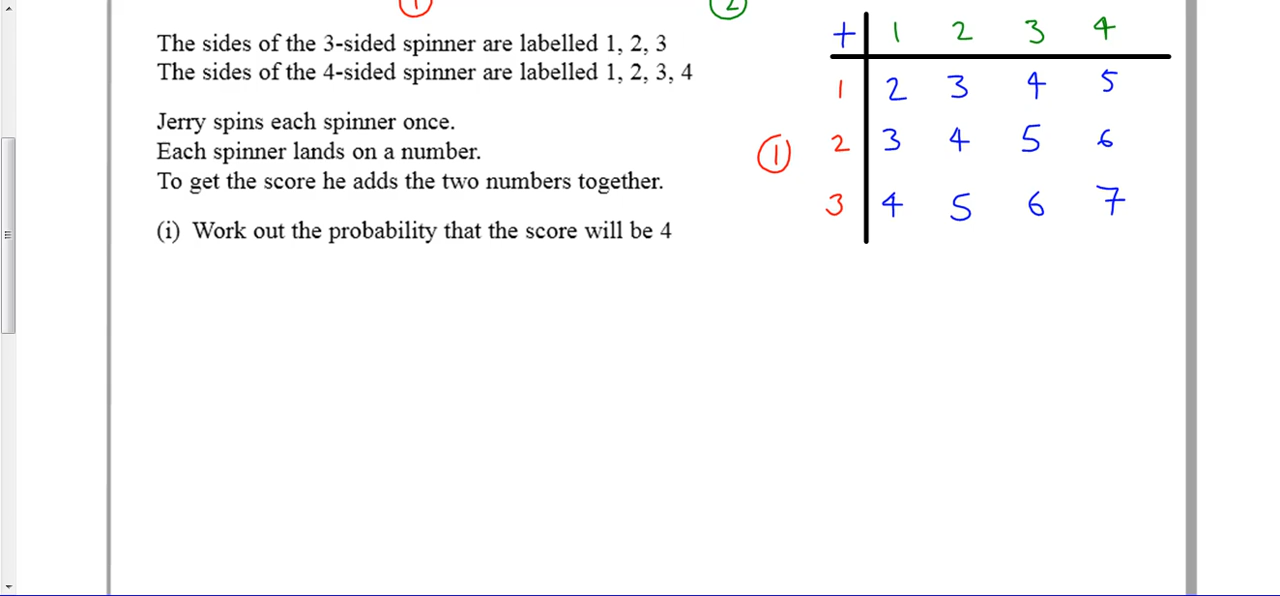 1
2
The sides of the 3-sided spinner are labelled 1, 2, 3
The sides of the 4-sided spinner are labelled 1, 2, 3, 4
Jerry spins each spinner once.
Each spinner lands on a number.
To get the score he adds the two numbers together.
(i) Work out the probability that the score will be 4
+ 1 2 3 4
1 2 3 4 5
1 2 3 4 5 6
3 4 5 6 7